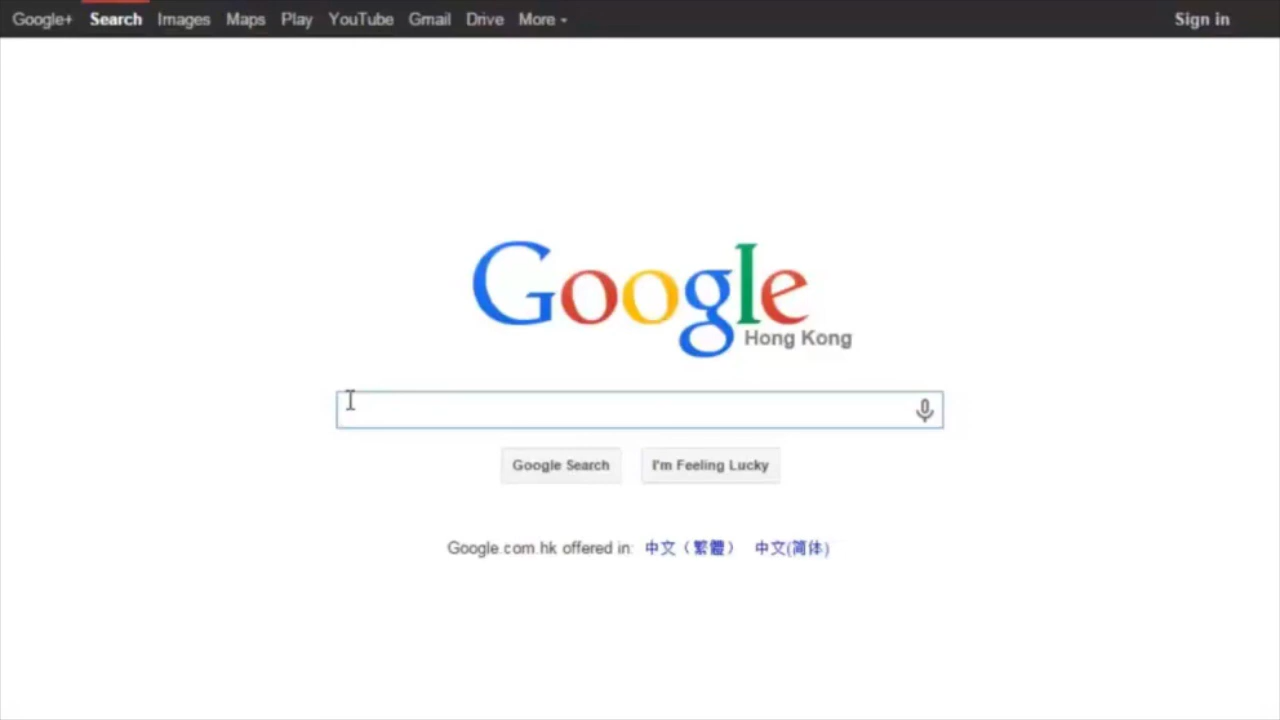 Google+ Search Images Maps Play YouTube Gmail Drive More Sign in
Google
Hong Kong
Google Search I'm Feeling Lucky
Google.com.hk offered in: 中文（繁體） 中文(简体)